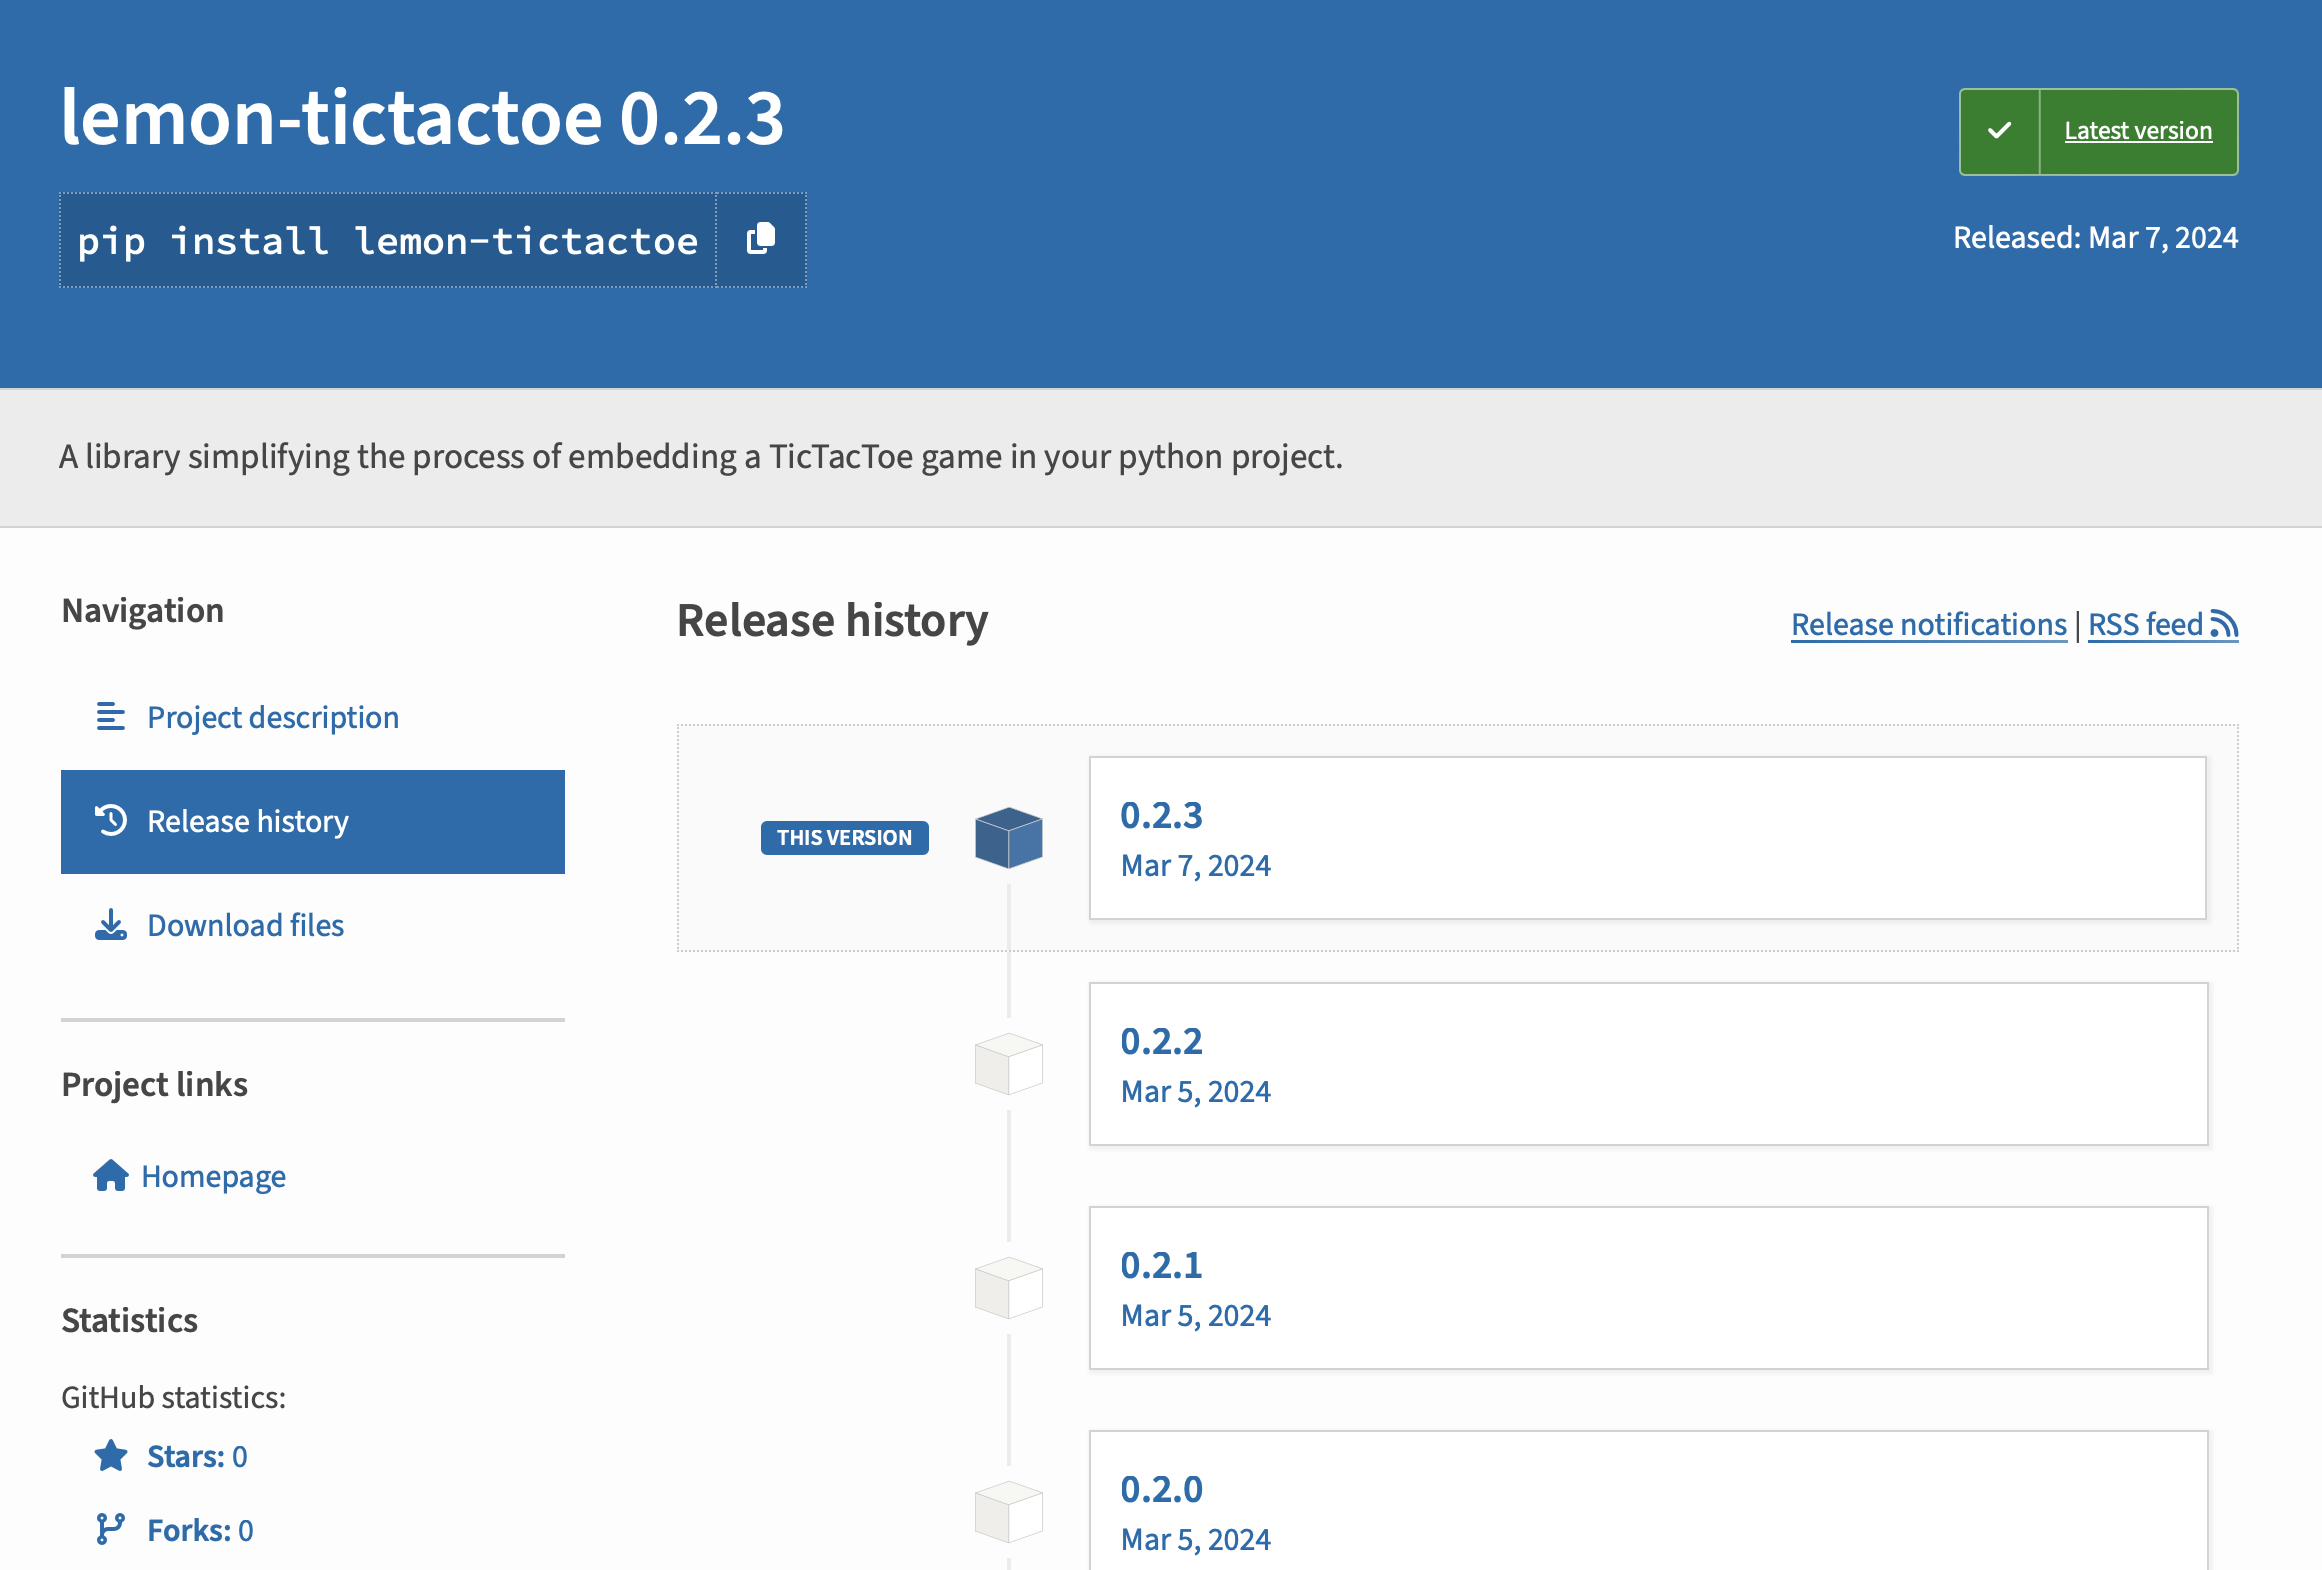 lemon-tictactoe 0.2.3
Latest version
pip install lemon-tictactoe
Released: Mar 7, 2024
A library simplifying the process of embedding a TicTacToe game in your python project.
Navigation
Project description
Release history
Download files
Project links
Homepage
Statistics
GitHub statistics:
Stars: 0
Forks: 0
Release history
Release notifications | RSS feed
THIS VERSION
0.2.3
Mar 7, 2024
0.2.2
Mar 5, 2024
0.2.1
Mar 5, 2024
0.2.0
Mar 5, 2024